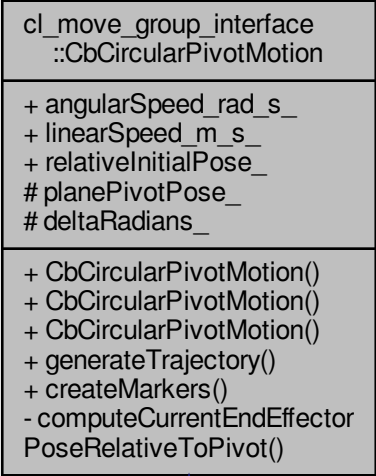 cl_move_group_interface
::CbCircularPivotMotion
+ angularSpeed_rad_s_
+ linearSpeed_m_s_
+ relativeInitialPose_
# planePivotPose_
# deltaRadians_
+ CbCircularPivotMotion()
+ CbCircularPivotMotion()
+ CbCircularPivotMotion()
+ generateTrajectory()
+ createMarkers()
- computeCurrentEndEffector
PoseRelativeToPivot()